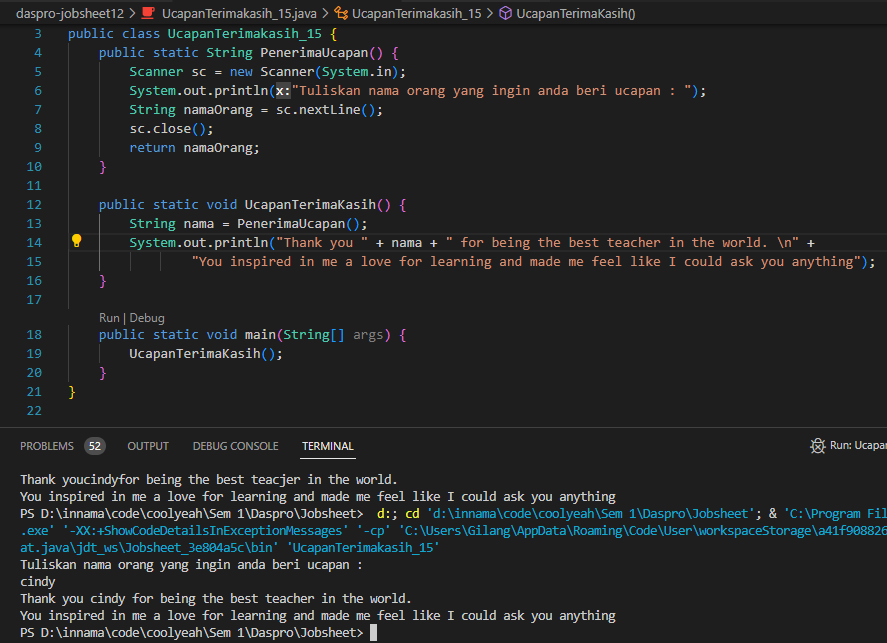 daspro-jobsheet12 > UcapanTerimakasih_15.java > UcapanTerimakasih_15 > UcapanTerimaKasih()
3 public class UcapanTerimakasih_15 {
4 public static String PenerimaUcapan() {
5 Scanner sc = new Scanner(System.in);
6 System.out.println(x:"Tuliskan nama orang yang ingin anda beri ucapan : ");
7 String namaOrang = sc.nextLine();
8 sc.close();
9 return namaOrang;
10 }
11
12 public static void UcapanTerimaKasih() {
13 String nama = PenerimaUcapan();
14 System.out.println("Thank you " + nama + " for being the best teacher in the world. \n" +
15 "You inspired in me a love for learning and made me feel like I could ask you anything");
16 }
17
Run | Debug
18 public static void main(String[] args) {
19 UcapanTerimaKasih();
20 }
21 }
22
PROBLEMS 52 OUTPUT DEBUG CONSOLE TERMINAL Run: Ucapan
Thank youcindyfor being the best teacjer in the world.
You inspired in me a love for learning and made me feel like I could ask you anything
PS D:\innama\code\coolyeah\Sem 1\Daspro\Jobsheet> d:; cd 'd:\innama\code\coolyeah\Sem 1\Daspro\Jobsheet'; & 'C:\Program Fil
.exe' '-XX:+ShowCodeDetailsInExceptionMessages' '-cp' 'C:\Users\Gilang\AppData\Roaming\Code\User\workspaceStorage\a41f908826
at.java\jdt_ws\Jobsheet_3e804a5c\bin' 'UcapanTerimakasih_15'
Tuliskan nama orang yang ingin anda beri ucapan :
cindy
Thank you cindy for being the best teacher in the world.
You inspired in me a love for learning and made me feel like I could ask you anything
PS D:\innama\code\coolyeah\Sem 1\Daspro\Jobsheet>